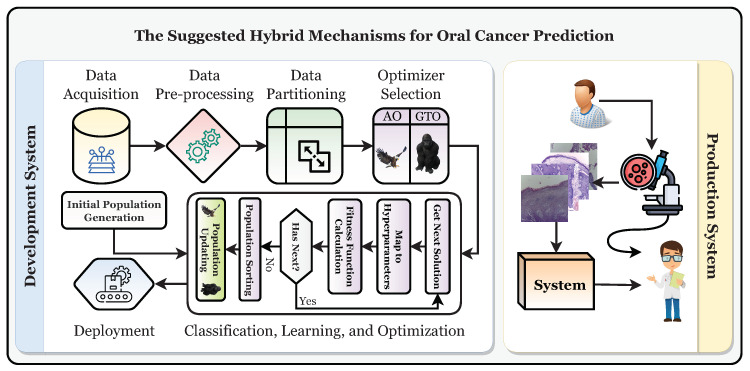 The Suggested Hybrid Mechanisms for Oral Cancer Prediction
Development System
Data
Acquisition
Data
Pre-processing
Data
Partitioning
Optimizer
Selection
AO
GTO
Initial Population
Generation
Population
Updating
Population Sorting
Has Next?
No
Yes
Fitness Function
Calculation
Map to
Hyperparameters
Get Next Solution
Deployment
Classification, Learning, and Optimization
System
Production System